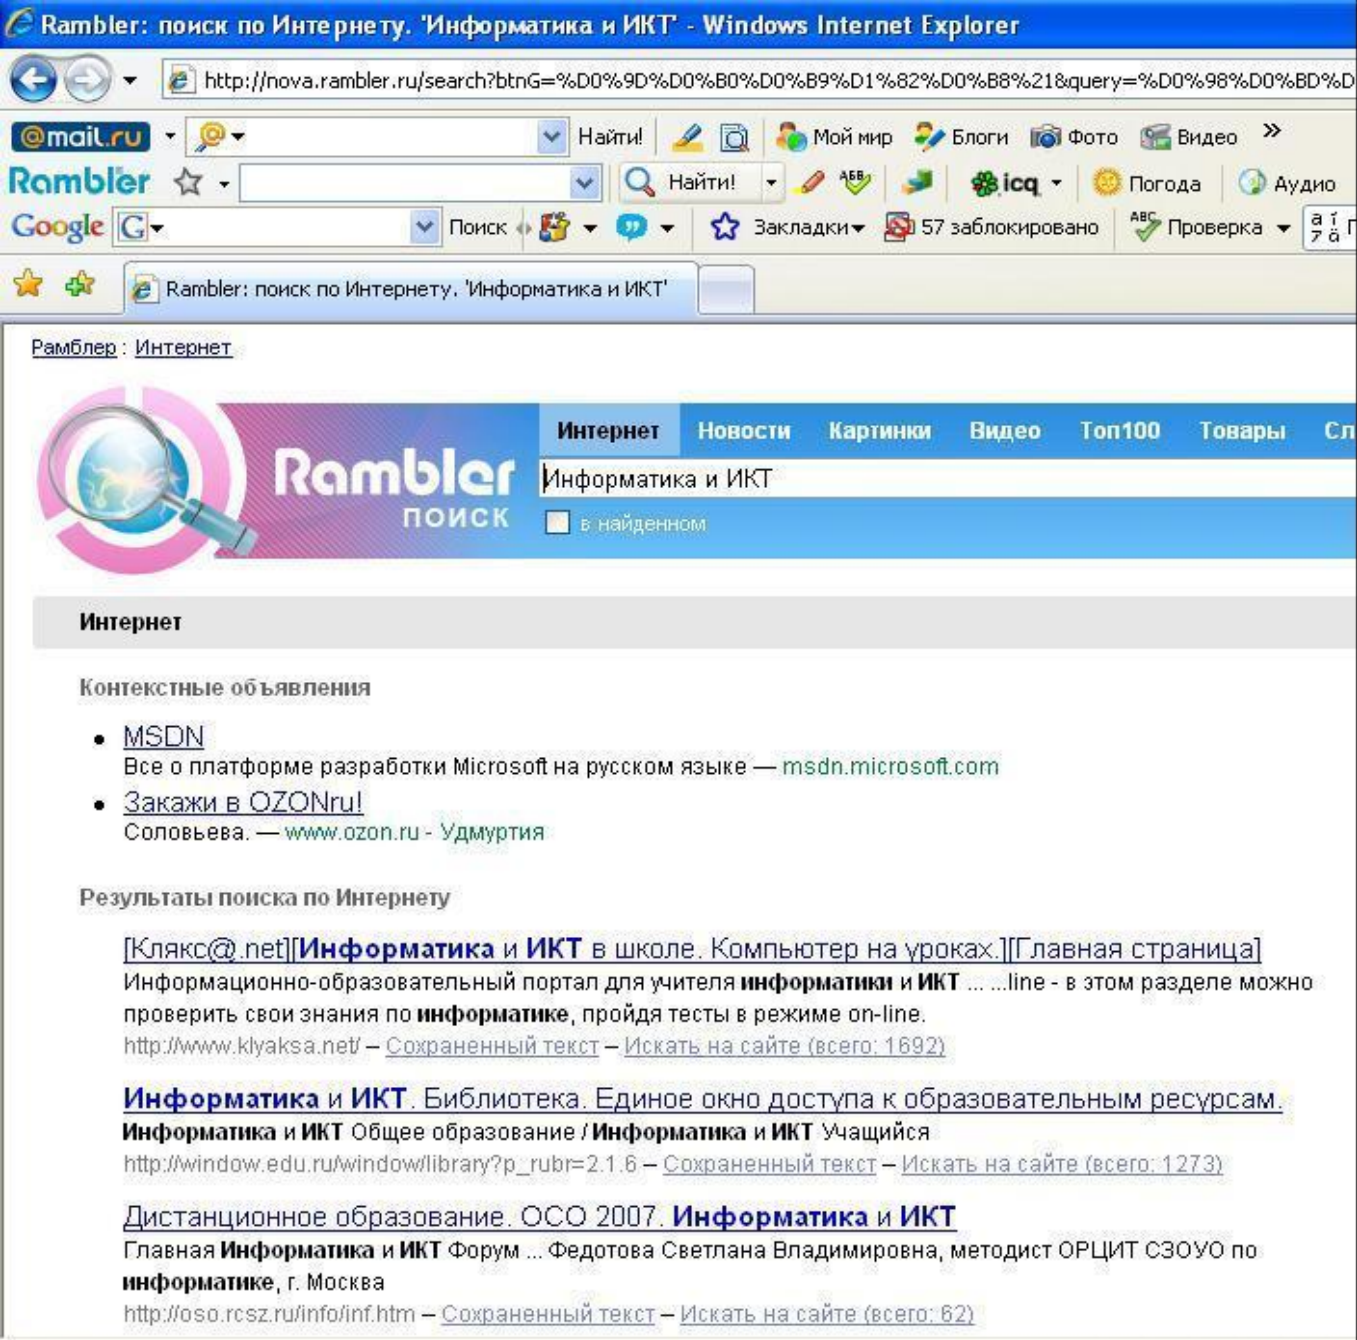 Rambler: поиск по Интернету. 'Информатика и ИКТ' - Windows Internet Explorer
http://nova.rambler.ru/search?btnG=%D0%9D%D0%B0%D0%B9%D1%82%D0%B8%21&query=%D0%98%D0%BD%D
@mail.ru Найти! Мой мир Блоги Фото Видео »
Rambler Найти! АБВ icq Погода Аудио
Google G Поиск Закладки 57 заблокировано ABC Проверка
Rambler: поиск по Интернету. 'Информатика и ИКТ'
Рамблер : Интернет
Интернет Новости Картинки Видео Топ100 Товары Сл
Rambler
Информатика и ИКТ
поиск
в найденном
Интернет
Контекстные объявления
• MSDN
Все о платформе разработки Microsoft на русском языке — msdn.microsoft.com
• Закажи в OZONru!
Соловьева. — www.ozon.ru - Удмуртия
Результаты поиска по Интернету
[Клякс@.net][Информатика и ИКТ в школе. Компьютер на уроках.][Главная страница]
Информационно-образовательный портал для учителя информатики и ИКТ ... ...line - в этом разделе можно
проверить свои знания по информатике, пройдя тесты в режиме on-line.
http://www.klyaksa.net/ – Сохраненный текст – Искать на сайте (всего: 1692)
Информатика и ИКТ. Библиотека. Единое окно доступа к образовательным ресурсам.
Информатика и ИКТ Общее образование / Информатика и ИКТ Учащийся
http://window.edu.ru/window/library?p_rubr=2.1.6 – Сохраненный текст – Искать на сайте (всего: 1273)
Дистанционное образование. ОСО 2007. Информатика и ИКТ
Главная Информатика и ИКТ Форум ... Федотова Светлана Владимировна, методист ОРЦИТ СЗОУО по
информатике, г. Москва
http://oso.rcsz.ru/info/inf.htm – Сохраненный текст – Искать на сайте (всего: 62)